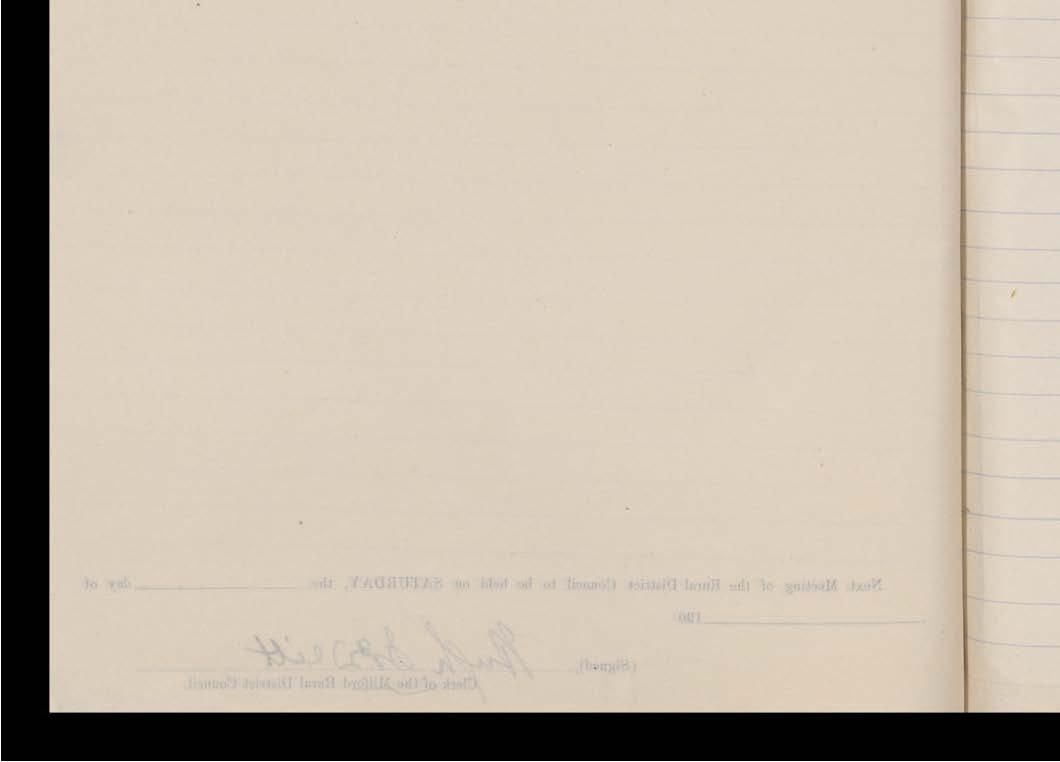 Next Meeting of the Rural District Council to be held on SATURDAY, the day of
190
(Signed), Hugh
Clerk of the Milford Rural District Council.